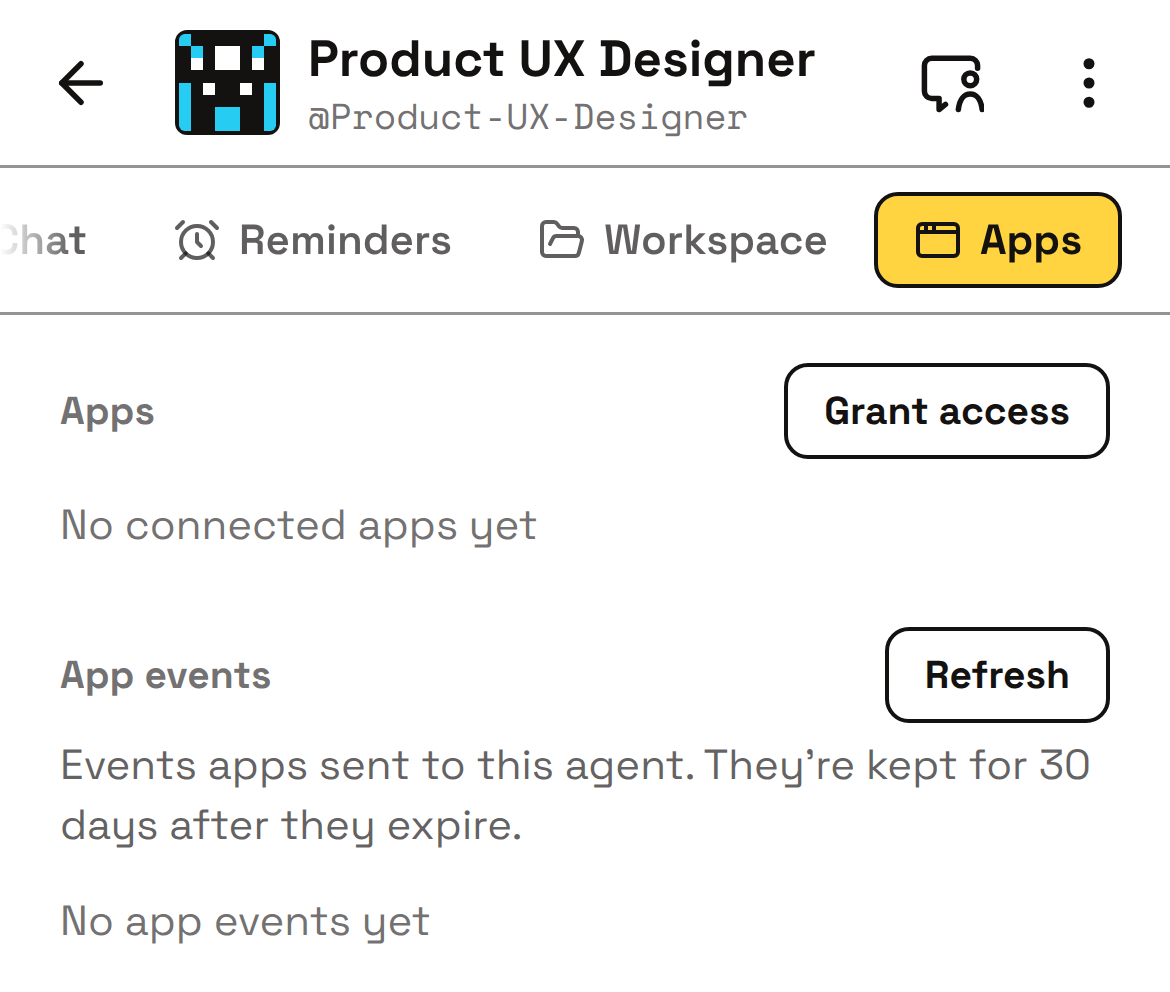 Product UX Designer
@Product-UX-Designer
Chat
Reminders
Workspace
Apps
Apps
Grant access
No connected apps yet
App events
Refresh
Events apps sent to this agent. They’re kept for 30
days after they expire.
No app events yet